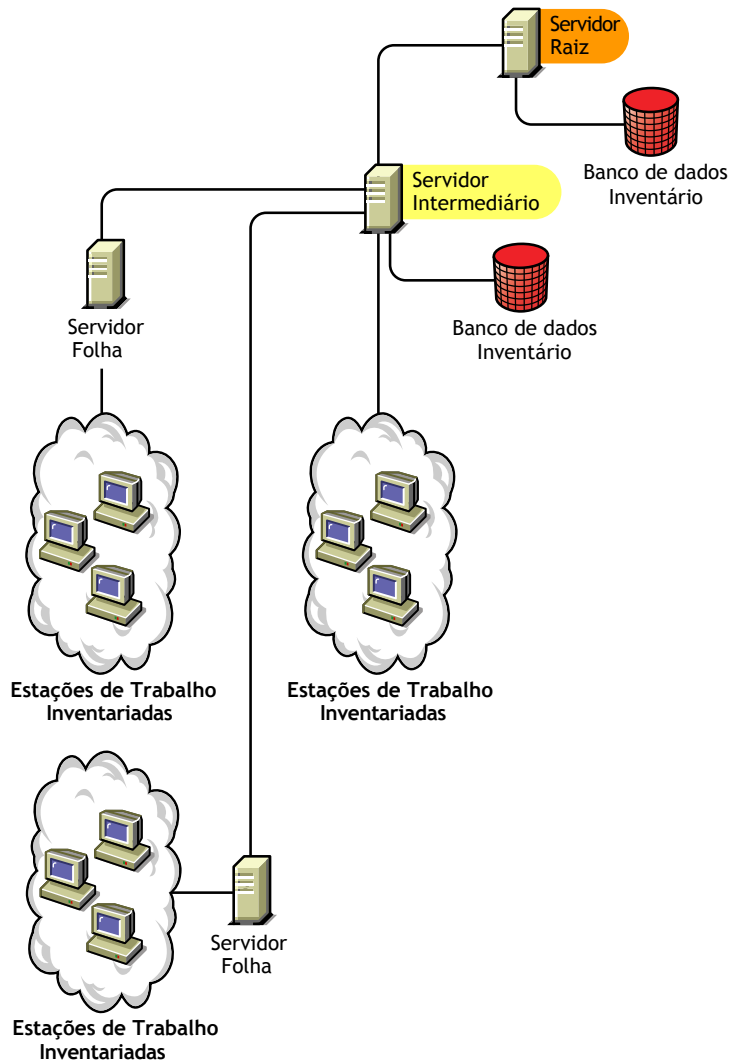 Servidor
Raiz
Banco de dados
Inventário
Servidor
Intermediário
Banco de dados
Inventário
Servidor
Folha
Estações de Trabalho
Inventariadas
Estações de Trabalho
Inventariadas
Servidor
Folha
Estações de Trabalho
Inventariadas